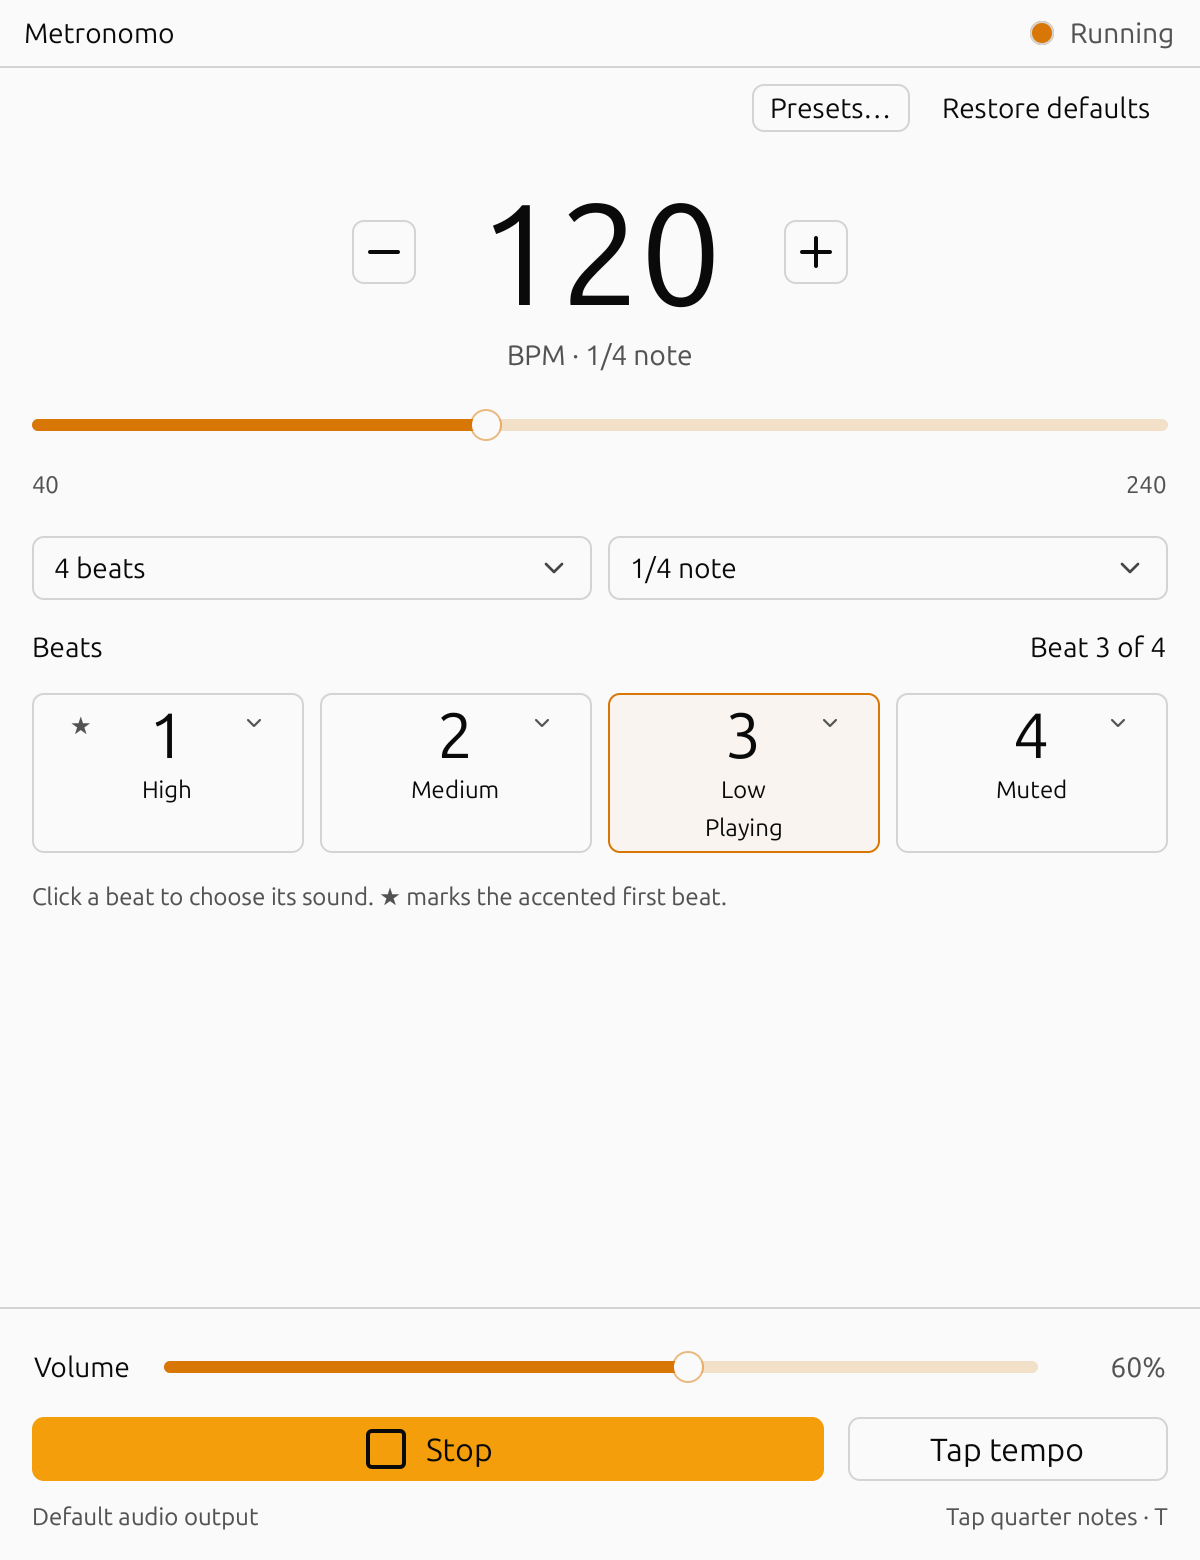 Metronomo
Running
Presets...
Restore defaults
120
BPM · 1/4 note
40
240
4 beats
1/4 note
Beats
Beat 3 of 4
★ 1
High
2
Medium
3
Low
Playing
4
Muted
Click a beat to choose its sound. ★ marks the accented first beat.
Volume
60%
Stop
Tap tempo
Default audio output
Tap quarter notes · T